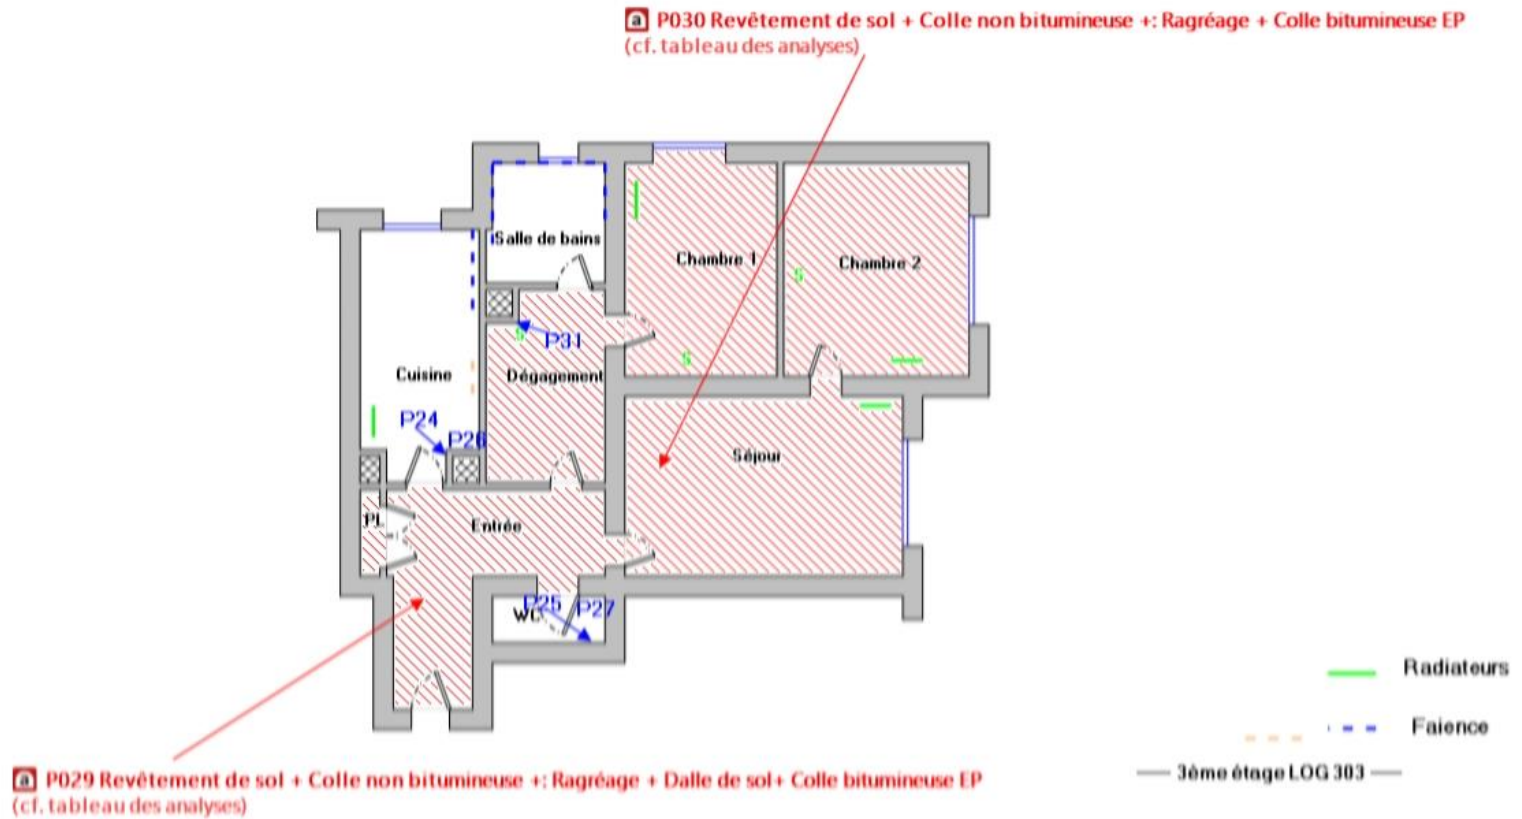 a P030 Revêtement de sol + Colle non bitumineuse +: Ragréage + Colle bitumineuse EP
(cf. tableau des analyses)
Salle de bains
Chambre 1
Chambre 2
S
S
S
P31
Cuisine
Dégagement
P24
P26
Séjour
PL
Entrée
P25
P27
WC
Radiateurs
Faience
3ème étage LOG 303
a P029 Revêtement de sol + Colle non bitumineuse +: Ragréage + Dalle de sol+ Colle bitumineuse EP
(cf. tableau des analyses)